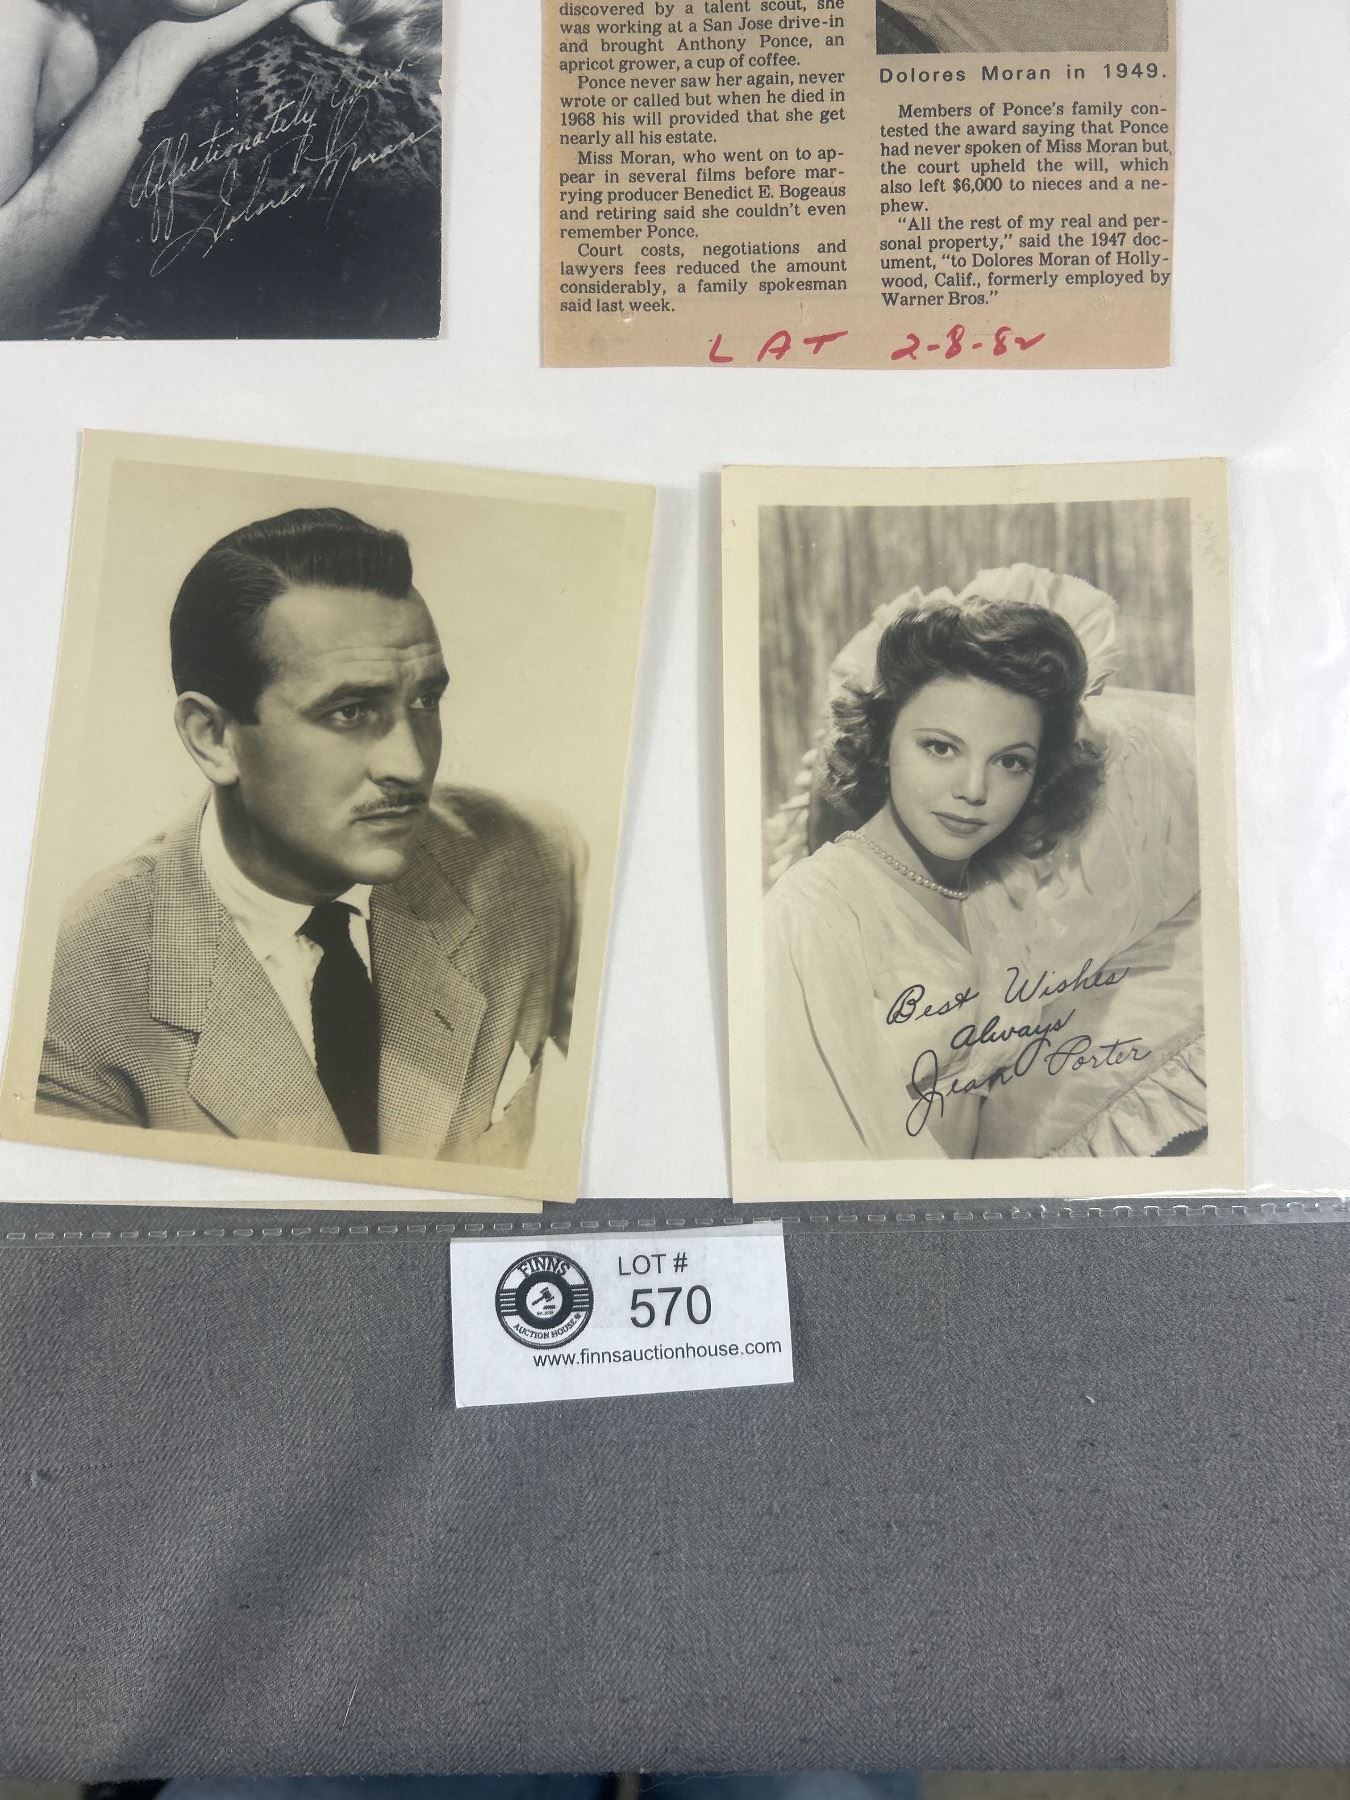 Affectionately Yours
Dolores Moran
discovered by a talent scout, she
was working at a San Jose drive-in
and brought Anthony Ponce, an
apricot grower, a cup of coffee.
Ponce never saw her again, never
wrote or called but when he died in
1968 his will provided that she get
nearly all his estate.
Miss Moran, who went on to ap-
pear in several films before mar-
rying producer Benedict E. Bogeaus
and retiring said she couldn't even
remember Ponce.
Court costs, negotiations and
lawyers fees reduced the amount
considerably, a family spokesman
said last week.
Dolores Moran in 1949.
Members of Ponce's family con-
tested the award saying that Ponce
had never spoken of Miss Moran but,
the court upheld the will, which
also left $6,000 to nieces and a ne-
phew.
"All the rest of my real and per-
sonal property," said the 1947 doc-
ument, "to Dolores Moran of Holly-
wood, Calif., formerly employed by
Warner Bros."
LAT 2-8-82
Best Wishes
Always
Jean Porter
FINNS
AUCTION HOUSE
LOT #
570
www.finnsauctionhouse.com